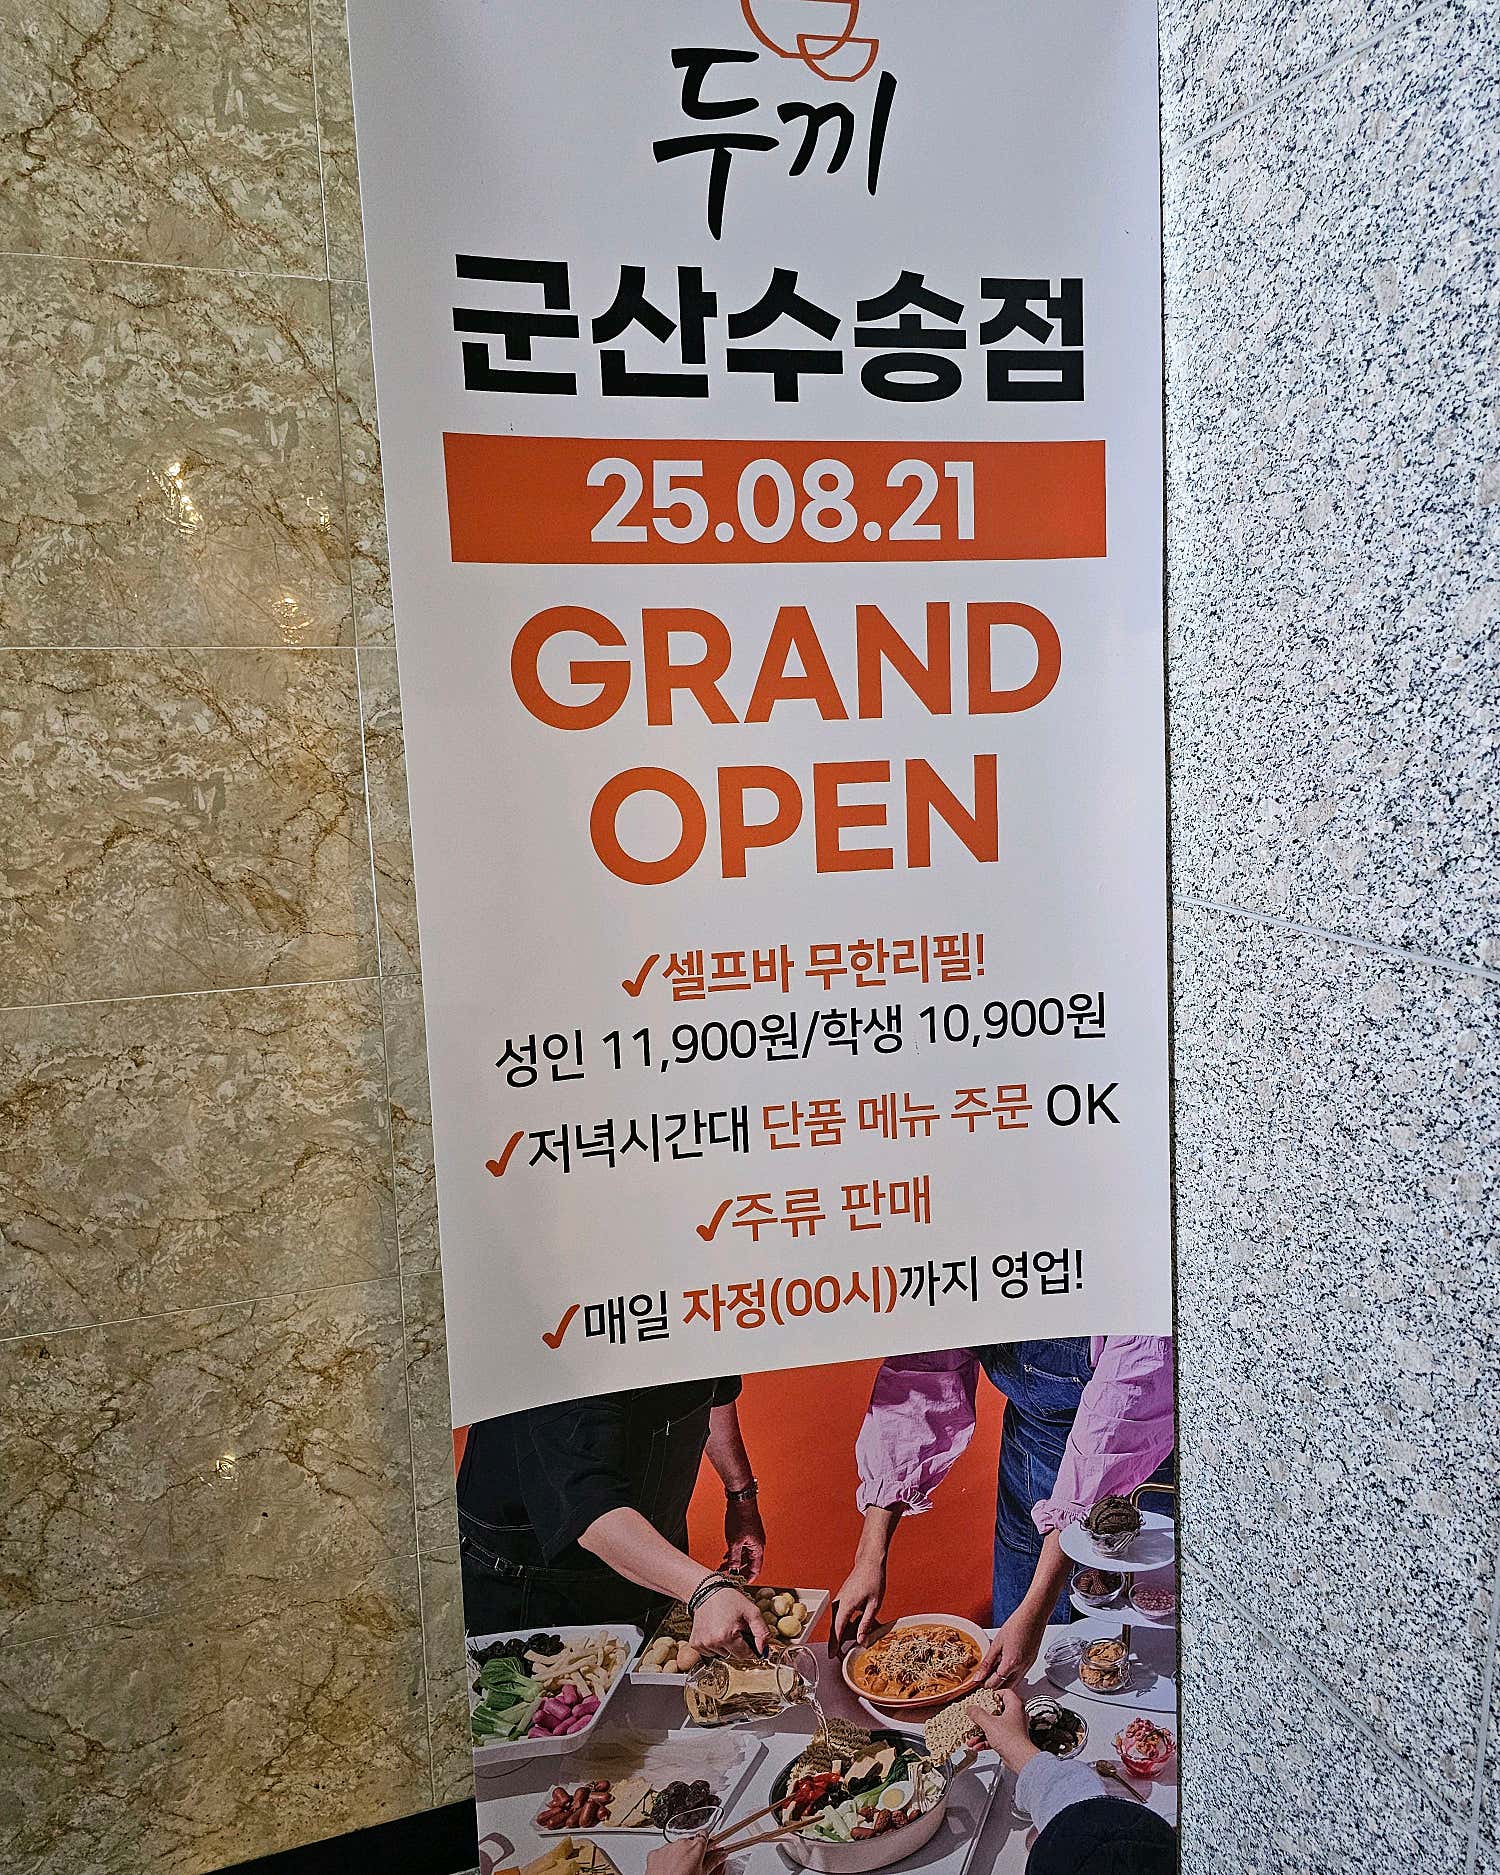 두끼
군산수송점
25.08.21
GRAND
OPEN
✓셀프바 무한리필!
성인 11,900원/학생 10,900원
✓저녁시간대 단품 메뉴 주문 OK
✓주류 판매
✓매일 자정(00시)까지 영업!